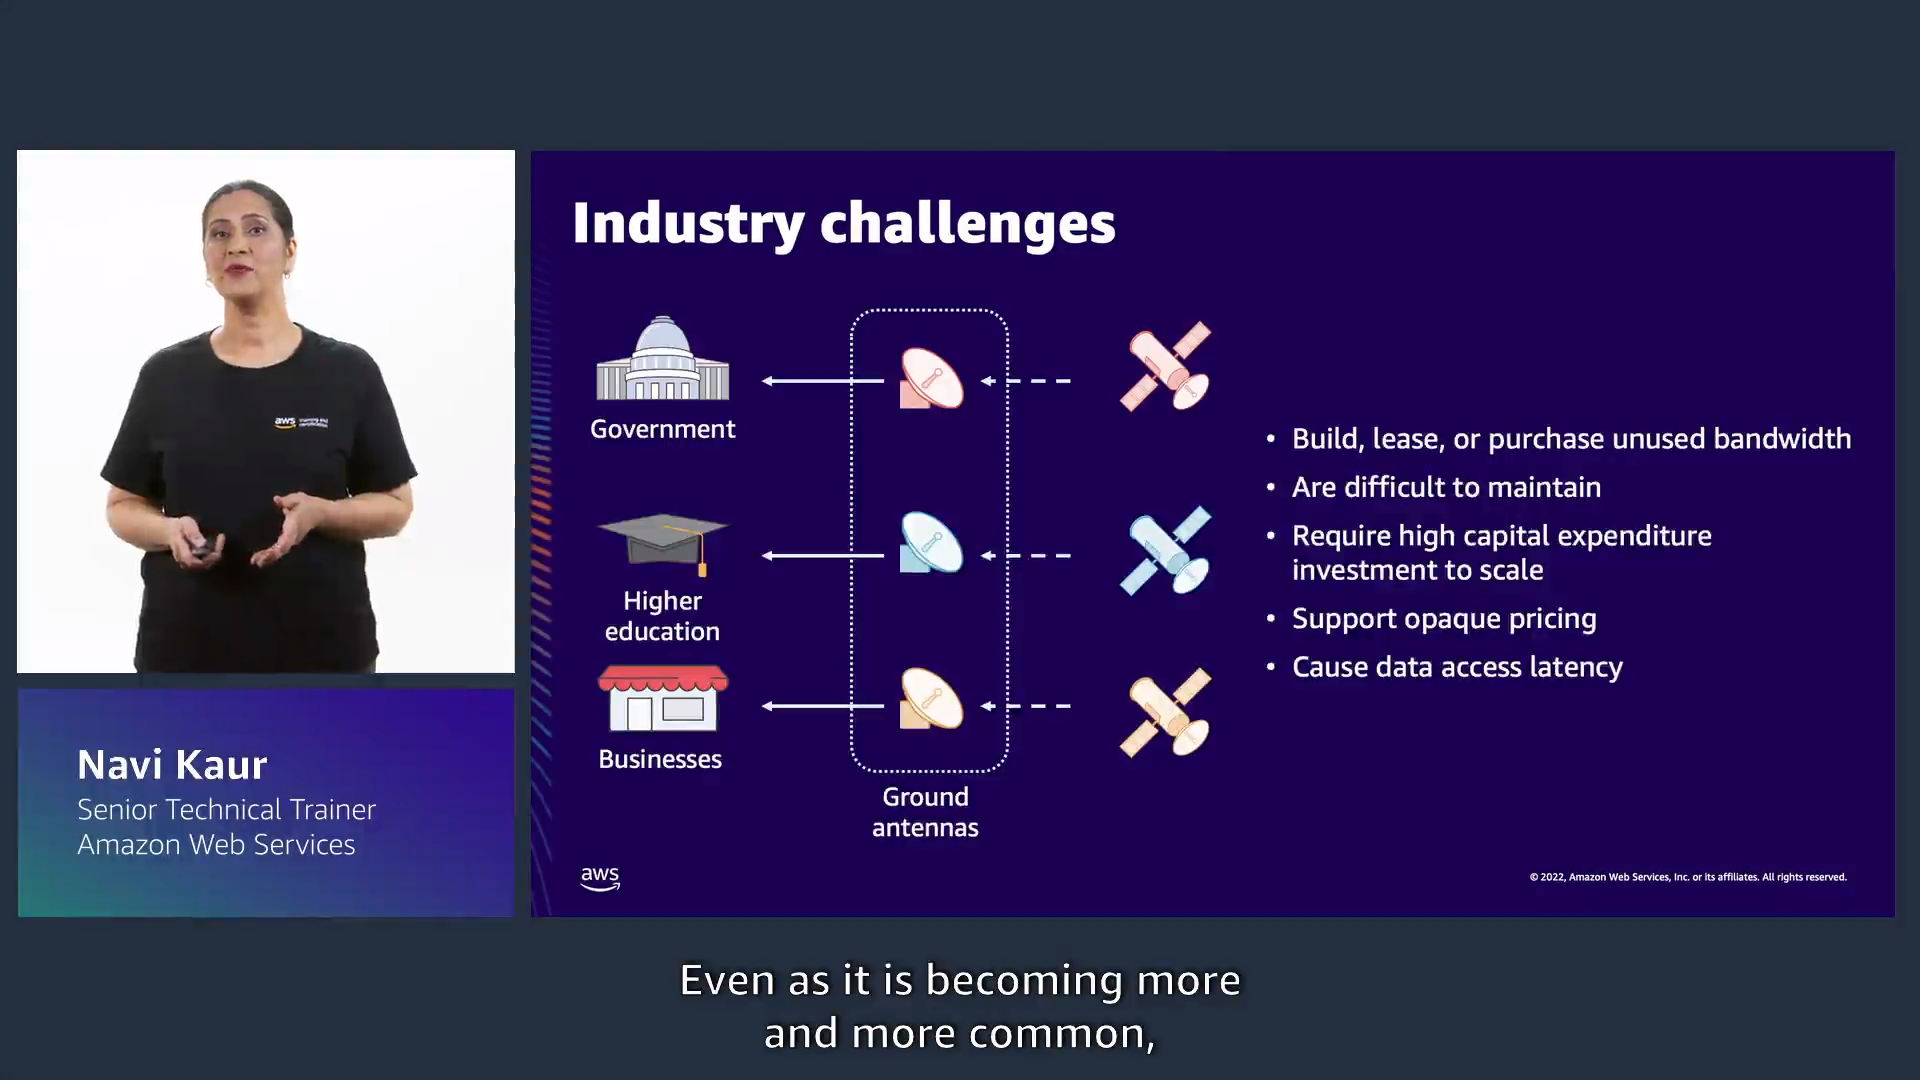 Industry challenges
aws
Government
Higher
education
Businesses
Ground
antennas
• Build, lease, or purchase unused bandwidth
• Are difficult to maintain
• Require high capital expenditure
investment to scale
• Support opaque pricing
• Cause data access latency
Navi Kaur
Senior Technical Trainer
Amazon Web Services
aws
© 2022, Amazon Web Services, Inc. or its affiliates. All rights reserved.
Even as it is becoming more
and more common,